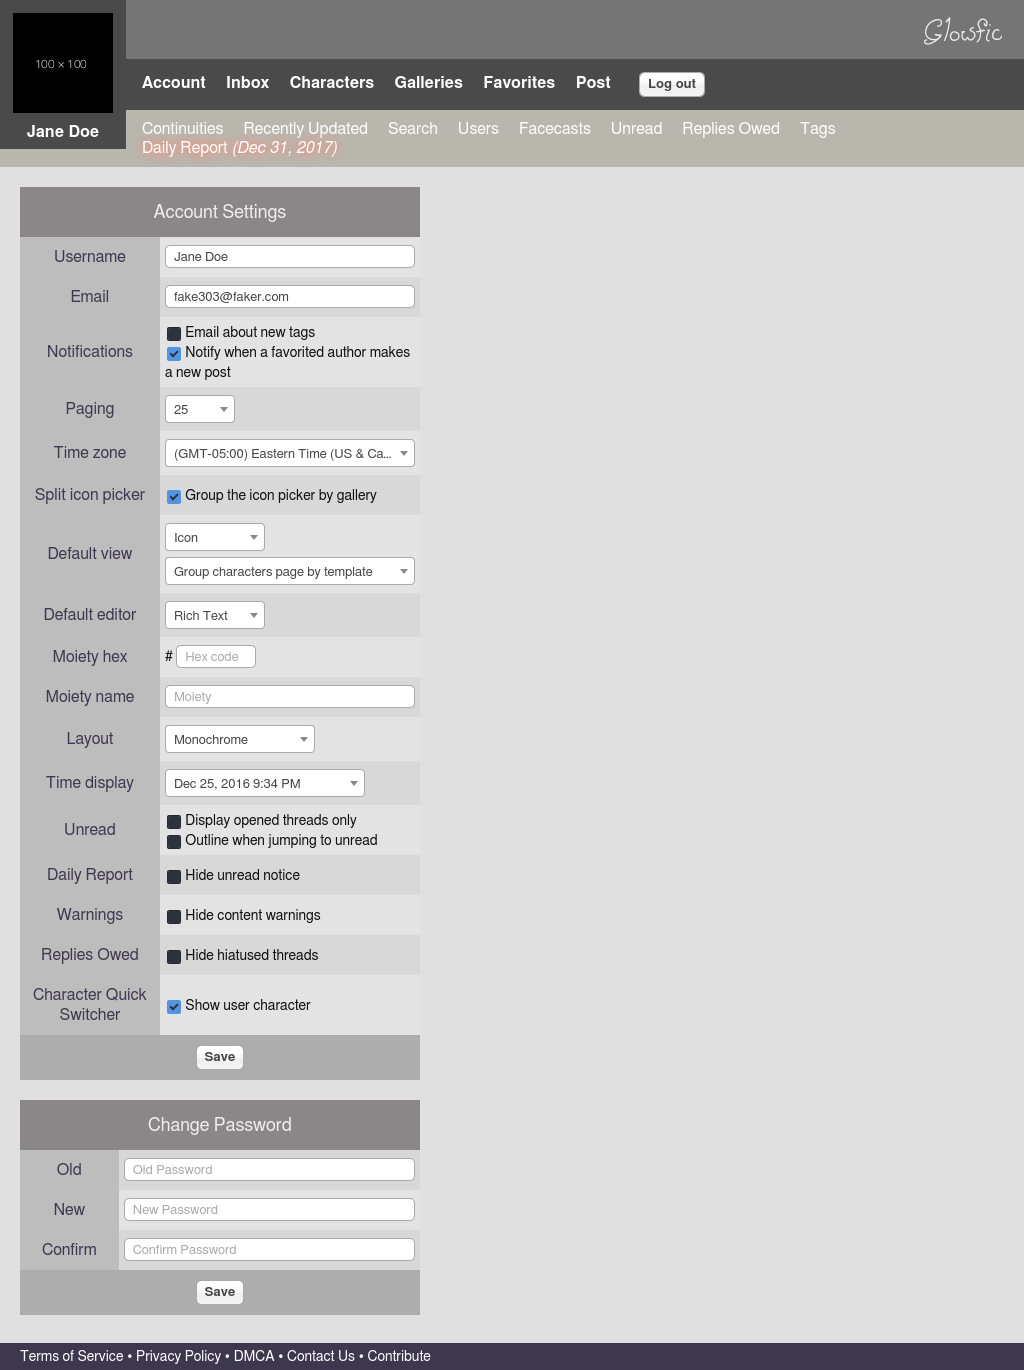 Glowfic
100 × 100
Jane Doe
Account Inbox Characters Galleries Favorites Post Log out
Continuities Recently Updated Search Users Facecasts Unread Replies Owed Tags
Daily Report (Dec 31, 2017)
Account Settings
Username Jane Doe
Email fake303@faker.com
Notifications
Email about new tags
Notify when a favorited author makes
a new post
Paging 25
Time zone (GMT-05:00) Eastern Time (US & Ca...
Split icon picker Group the icon picker by gallery
Default view
Icon
Group characters page by template
Default editor Rich Text
Moiety hex # Hex code
Moiety name Moiety
Layout Monochrome
Time display Dec 25, 2016 9:34 PM
Unread
Display opened threads only
Outline when jumping to unread
Daily Report Hide unread notice
Warnings Hide content warnings
Replies Owed Hide hiatused threads
Character Quick
Switcher
Show user character
Save
Change Password
Old Old Password
New New Password
Confirm Confirm Password
Save
Terms of Service • Privacy Policy • DMCA • Contact Us • Contribute